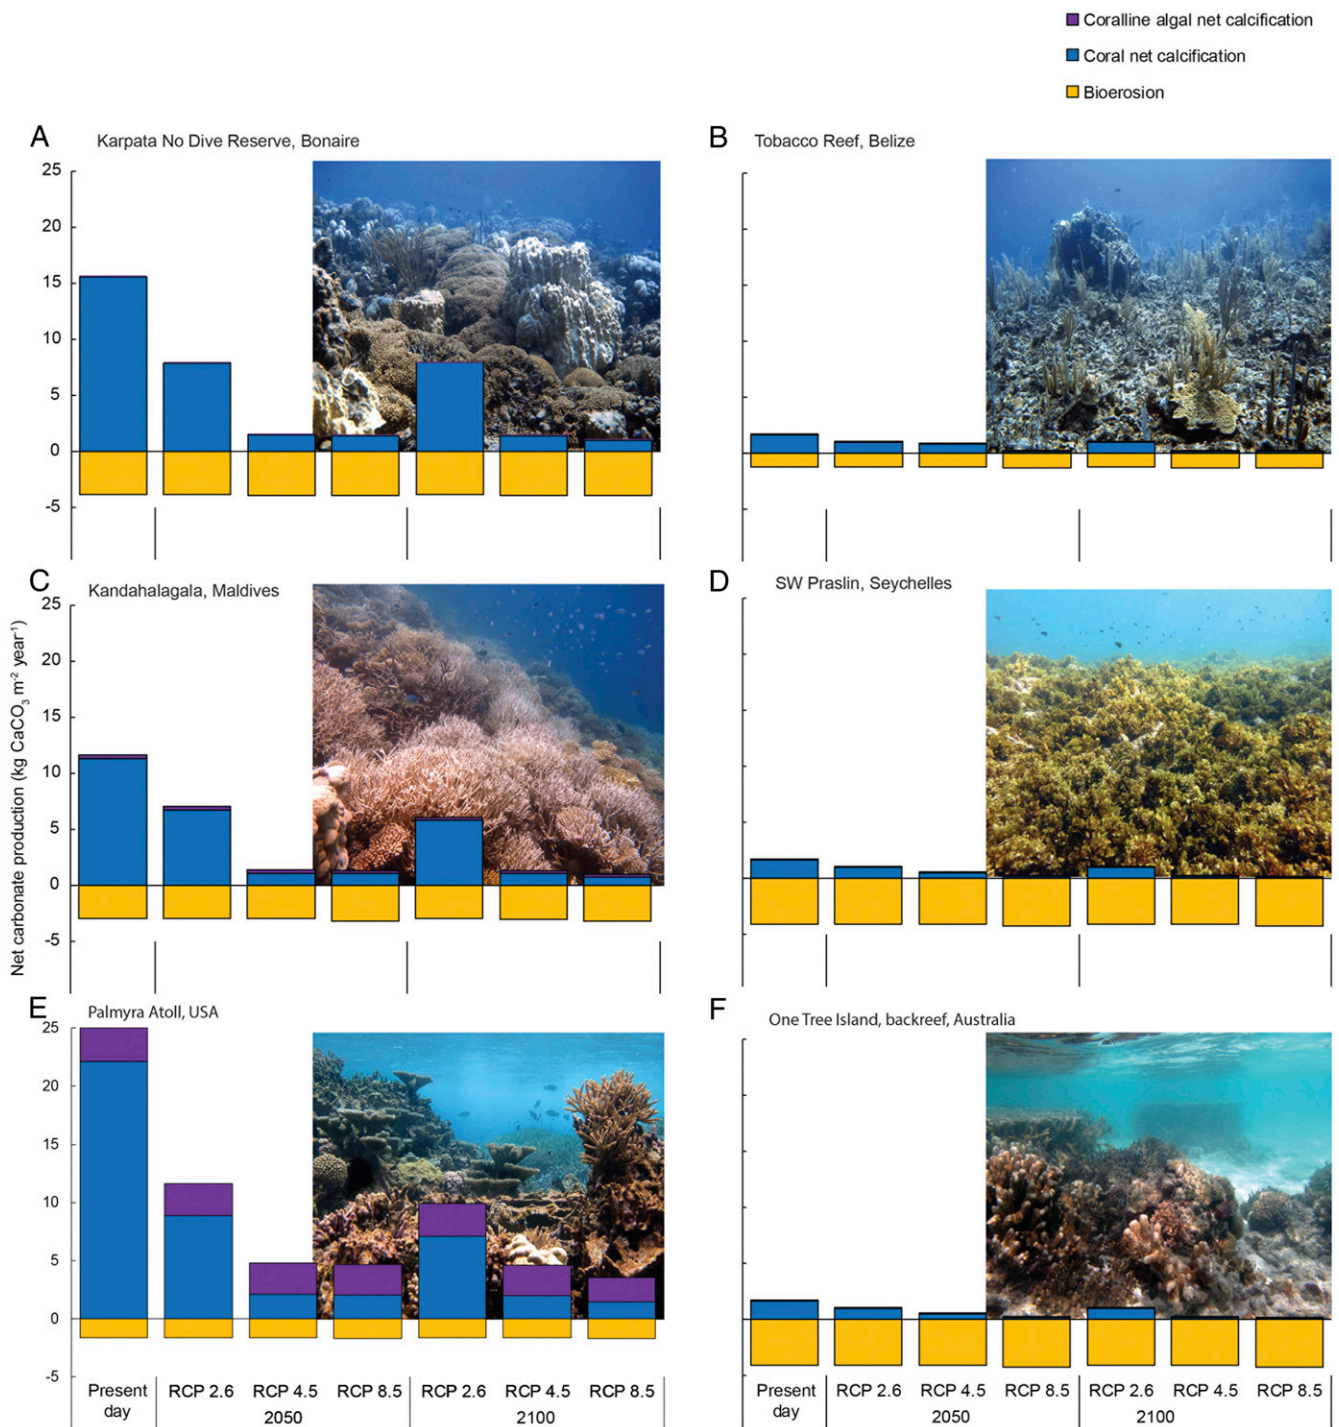 Coralline algal net calcification
Coral net calcification
Bioerosion
A
Karpata No Dive Reserve, Bonaire
25
20
15
10
5
0
-5
B
Tobacco Reef, Belize
Net carbonate production (kg CaCO₃ m⁻² year⁻¹)
C
Kandahalagala, Maldives
25
20
15
10
5
0
-5
D
SW Praslin, Seychelles
E
Palmyra Atoll, USA
25
20
15
10
5
0
-5
Present day
RCP 2.6 RCP 4.5 RCP 8.5 RCP 2.6 RCP 4.5 RCP 8.5
2050 2100
F
One Tree Island, backreef, Australia
Present day
RCP 2.6 RCP 4.5 RCP 8.5 RCP 2.6 RCP 4.5 RCP 8.5
2050 2100